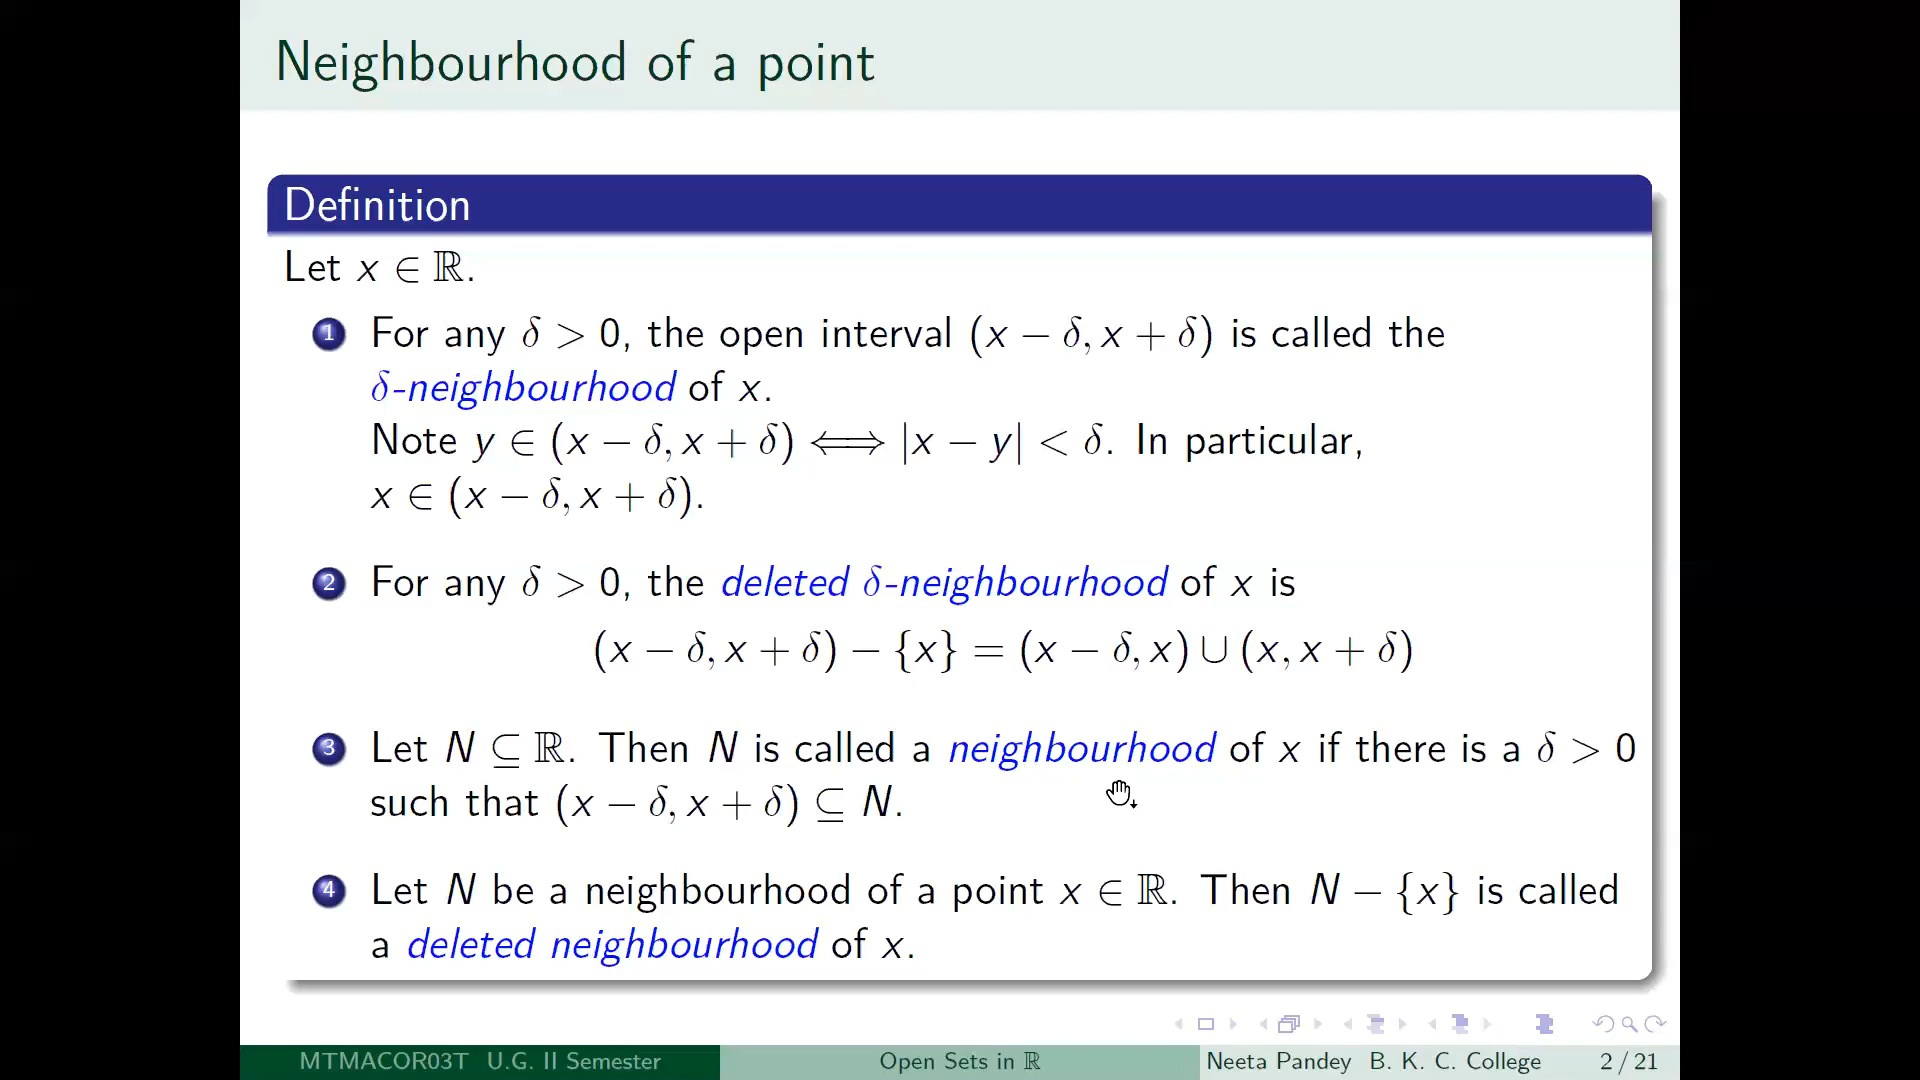 Neighbourhood of a point
Definition
Let x ∈ ℝ.
1 For any δ > 0, the open interval (x − δ, x + δ) is called the
δ-neighbourhood of x.
Note y ∈ (x − δ, x + δ) ⟺ |x − y| < δ. In particular,
x ∈ (x − δ, x + δ).
2 For any δ > 0, the deleted δ-neighbourhood of x is
(x − δ, x + δ) − {x} = (x − δ, x) ∪ (x, x + δ)
3 Let N ⊆ ℝ. Then N is called a neighbourhood of x if there is a δ > 0
such that (x − δ, x + δ) ⊆ N.
4 Let N be a neighbourhood of a point x ∈ ℝ. Then N − {x} is called
a deleted neighbourhood of x.
MTMACOR03T U.G. II Semester Open Sets in ℝ Neeta Pandey B. K. C. College 2 / 21